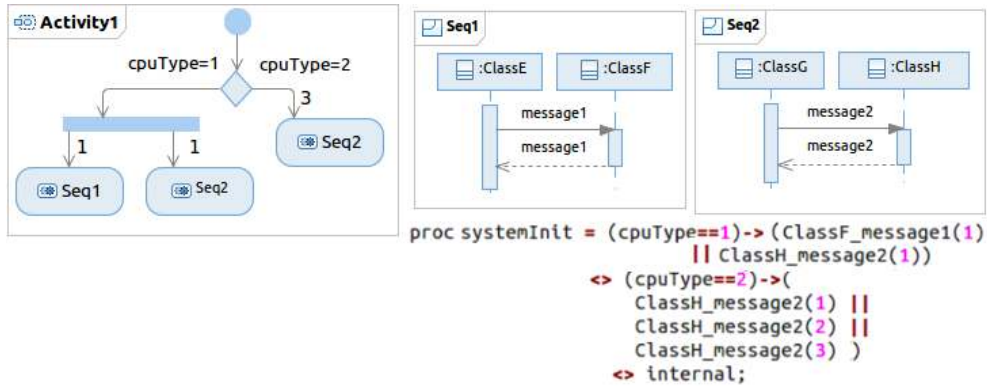 Activity1
cpuType=1
cpuType=2
3
Seq2
1
1
Seq1
Seq2
Seq1
:ClassE
:ClassF
message1
message1
Seq2
:ClassG
:ClassH
message2
message2
proc systemInit = (cpuType==1)-> (ClassF_message1(1)
|| ClassH_message2(1))
<> (cpuType==2)->(
ClassH_message2(1) ||
ClassH_message2(2) ||
ClassH_message2(3) )
<> internal;